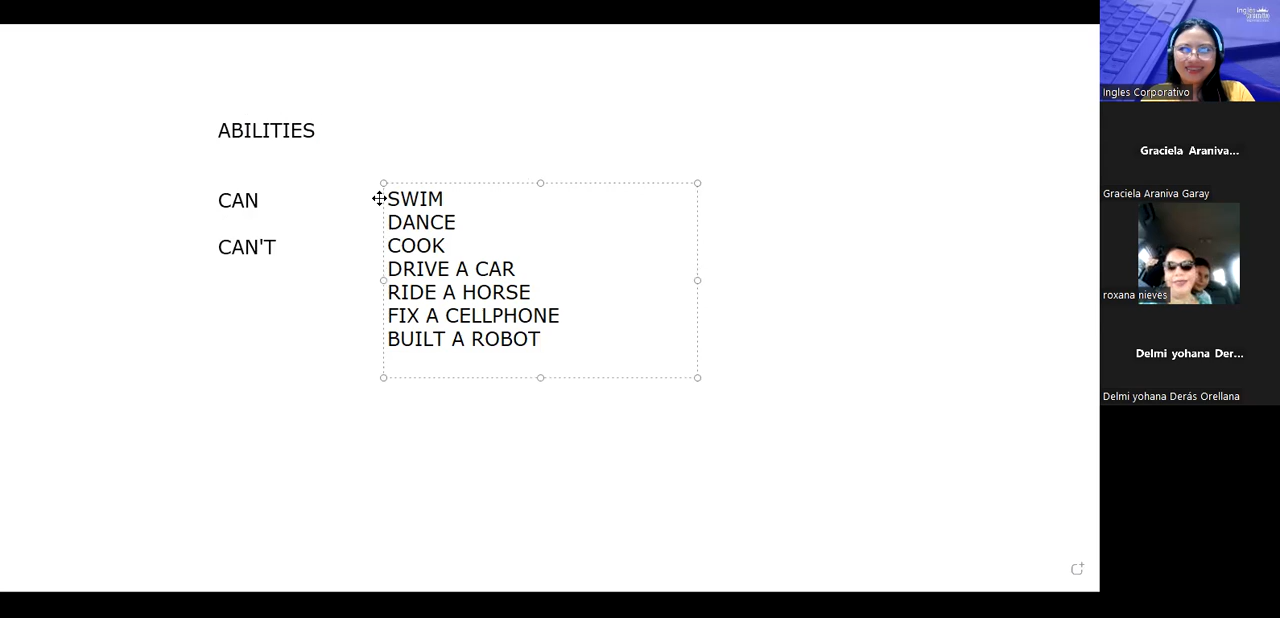 ABILITIES
CAN
CAN'T
SWIM
DANCE
COOK
DRIVE A CAR
RIDE A HORSE
FIX A CELLPHONE
BUILT A ROBOT
Ingles Corporativo
Graciela Araniva...
Graciela Araniva Garay
roxana nieves
Delmi yohana Der...
Delmi yohana Derás Orellana